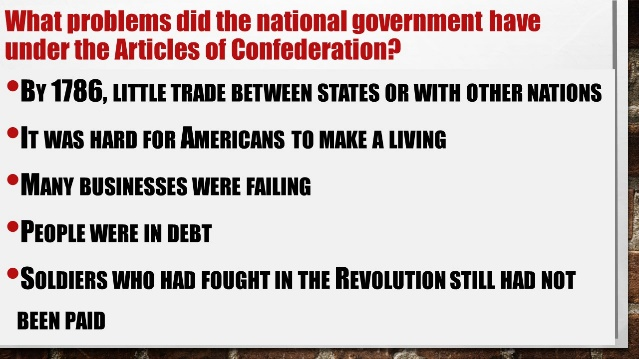 What problems did the national government have
under the Articles of Confederation?
•By 1786, little trade between states or with other nations
•It was hard for Americans to make a living
•Many businesses were failing
•People were in debt
•Soldiers who had fought in the Revolution still had not
been paid